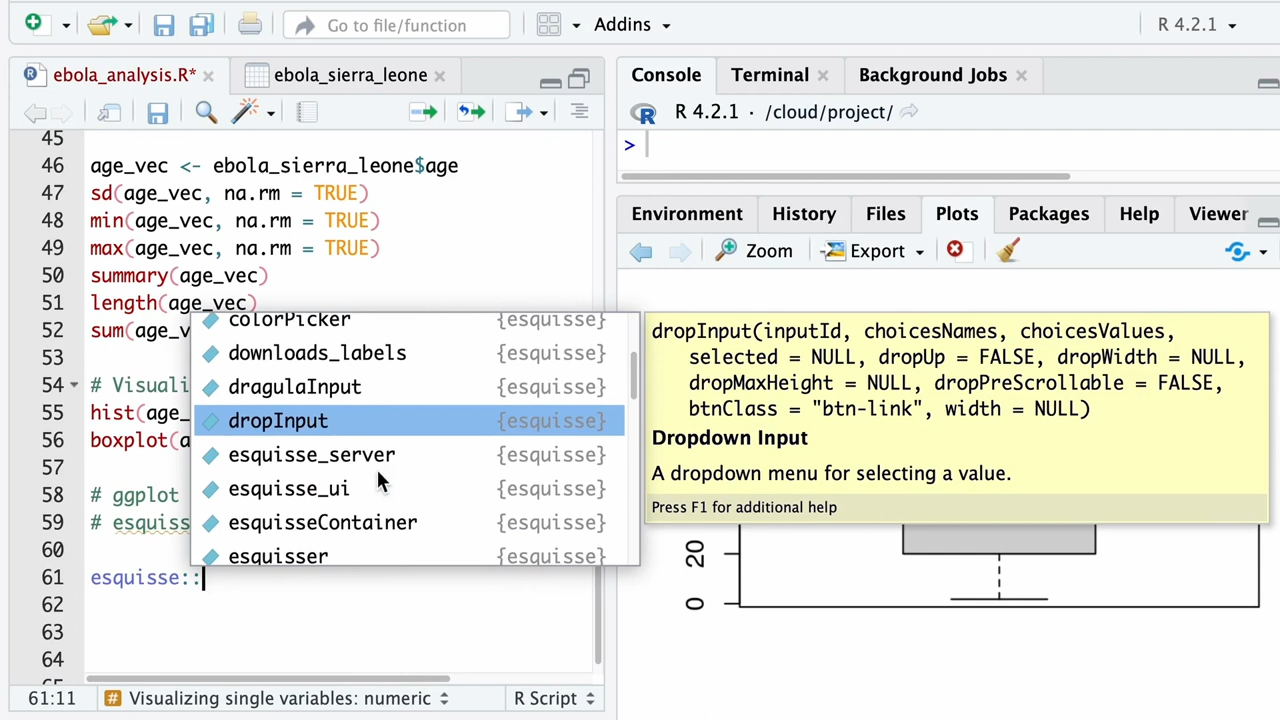 Go to file/function
Addins
R 4.2.1
ebola_analysis.R*
ebola_sierra_leone
45
46 age_vec <- ebola_sierra_leone$age
47 sd(age_vec, na.rm = TRUE)
48 min(age_vec, na.rm = TRUE)
49 max(age_vec, na.rm = TRUE)
50 summary(age_vec)
51 length(age_vec)
52 sum(age_v
53
54 # Visuali
55 hist(age_
56 boxplot(a
57
58 # ggplot
59 # esquiss
60
61 esquisse::
62
63
64
colorPicker {esquisse}
downloads_labels {esquisse}
dragulaInput {esquisse}
dropInput {esquisse}
esquisse_server {esquisse}
esquisse_ui {esquisse}
esquisseContainer {esquisse}
esquisser {esquisse}
61:11 # Visualizing single variables: numeric R Script
Console Terminal Background Jobs
R R 4.2.1 · /cloud/project/
>
Environment History Files Plots Packages Help Viewer
Zoom Export
dropInput(inputId, choicesNames, choicesValues,
selected = NULL, dropUp = FALSE, dropWidth = NULL,
dropMaxHeight = NULL, dropPreScrollable = FALSE,
btnClass = "btn-link", width = NULL)
Dropdown Input
A dropdown menu for selecting a value.
Press F1 for additional help
20
0